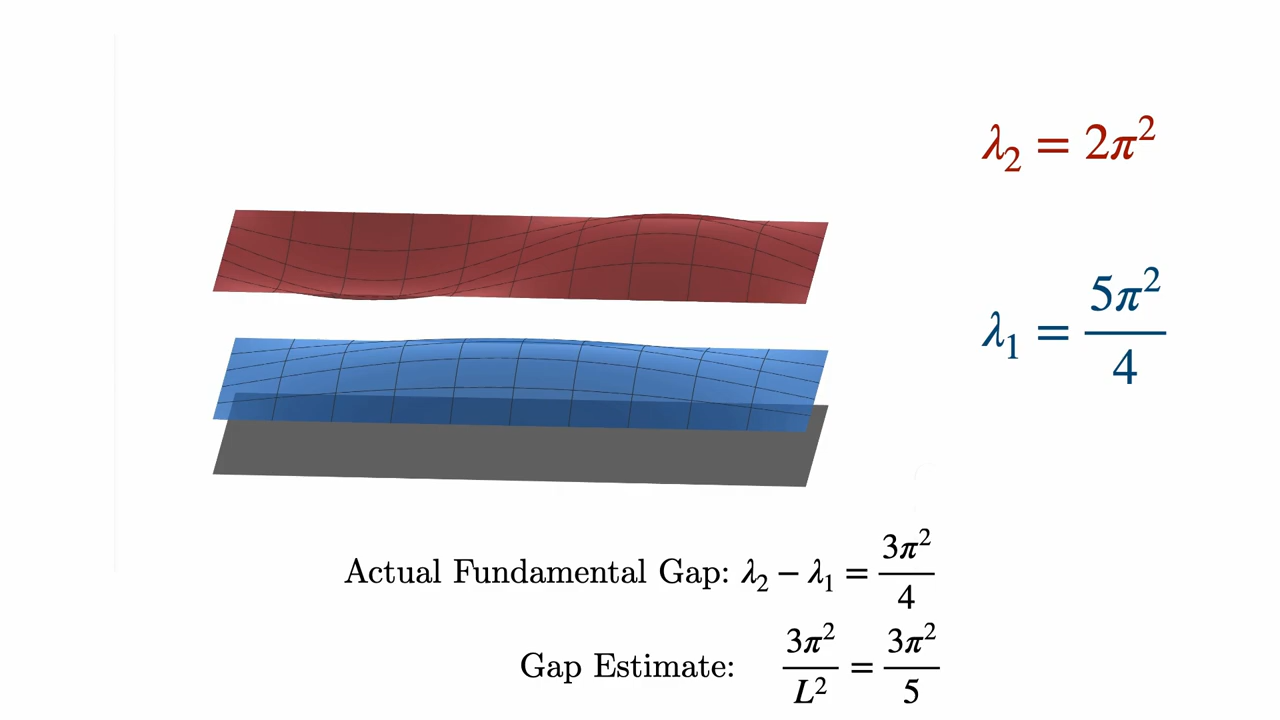 λ₂ = 2π²
λ₁ = 5π²/4
Actual Fundamental Gap: λ₂ − λ₁ = 3π²/4
Gap Estimate: 3π²/L² = 3π²/5